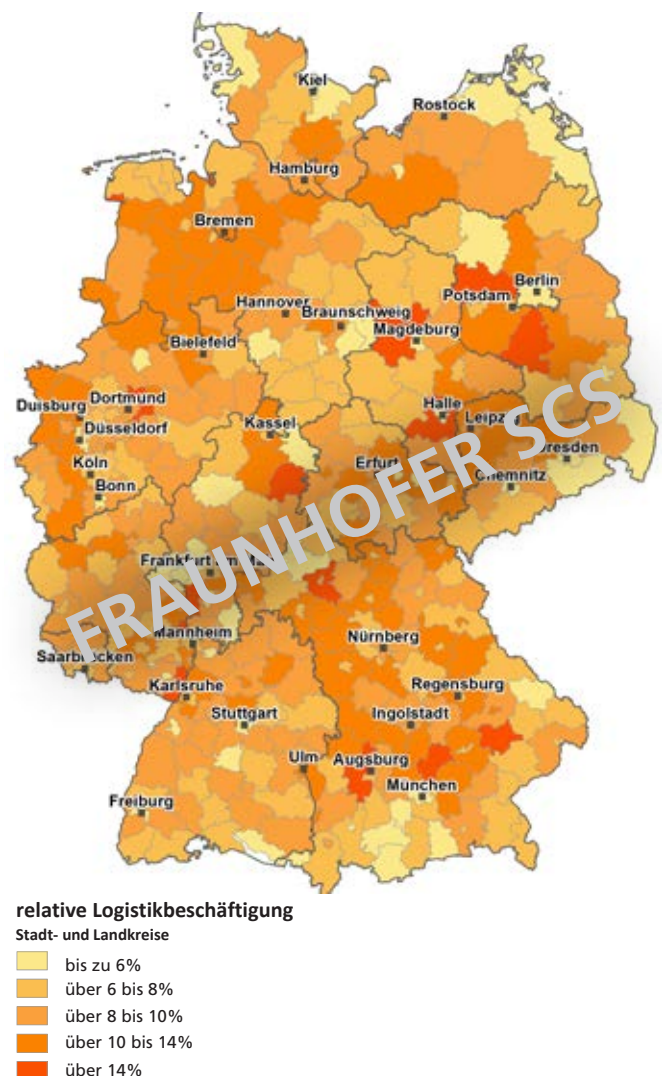 Kiel
Rostock
Hamburg
Bremen
Berlin
Potsdam
Hannover
Braunschweig
Magdeburg
Bielefeld
Dortmund
Duisburg
Düsseldorf
Kassel
Halle
Leipzig
Dresden
Köln
Bonn
Erfurt
Chemnitz
Frankfurt am Main
FRAUNHOFER SCS
Mannheim
Nürnberg
Saarbrücken
Karlsruhe
Regensburg
Stuttgart
Ingolstadt
Ulm
Augsburg
München
Freiburg
relative Logistikbeschäftigung
Stadt- und Landkreise
bis zu 6%
über 6 bis 8%
über 8 bis 10%
über 10 bis 14%
über 14%